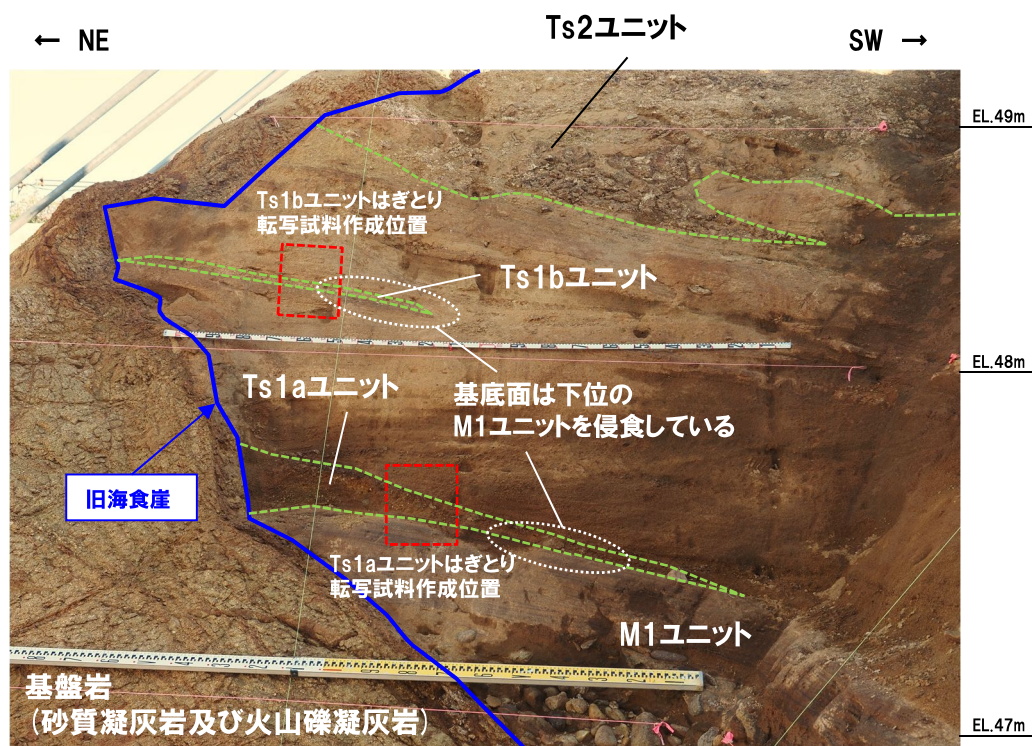 Ts2ユニット
← NE
SW →
EL.49m
Ts1bユニットはぎとり
転写試料作成位置
Ts1bユニット
EL.48m
Ts1aユニット
基底面は下位の
M1ユニットを侵食している
旧海食崖
Ts1aユニットはぎとり
転写試料作成位置
M1ユニット
基盤岩
(砂質凝灰岩及び火山礫凝灰岩)
EL.47m